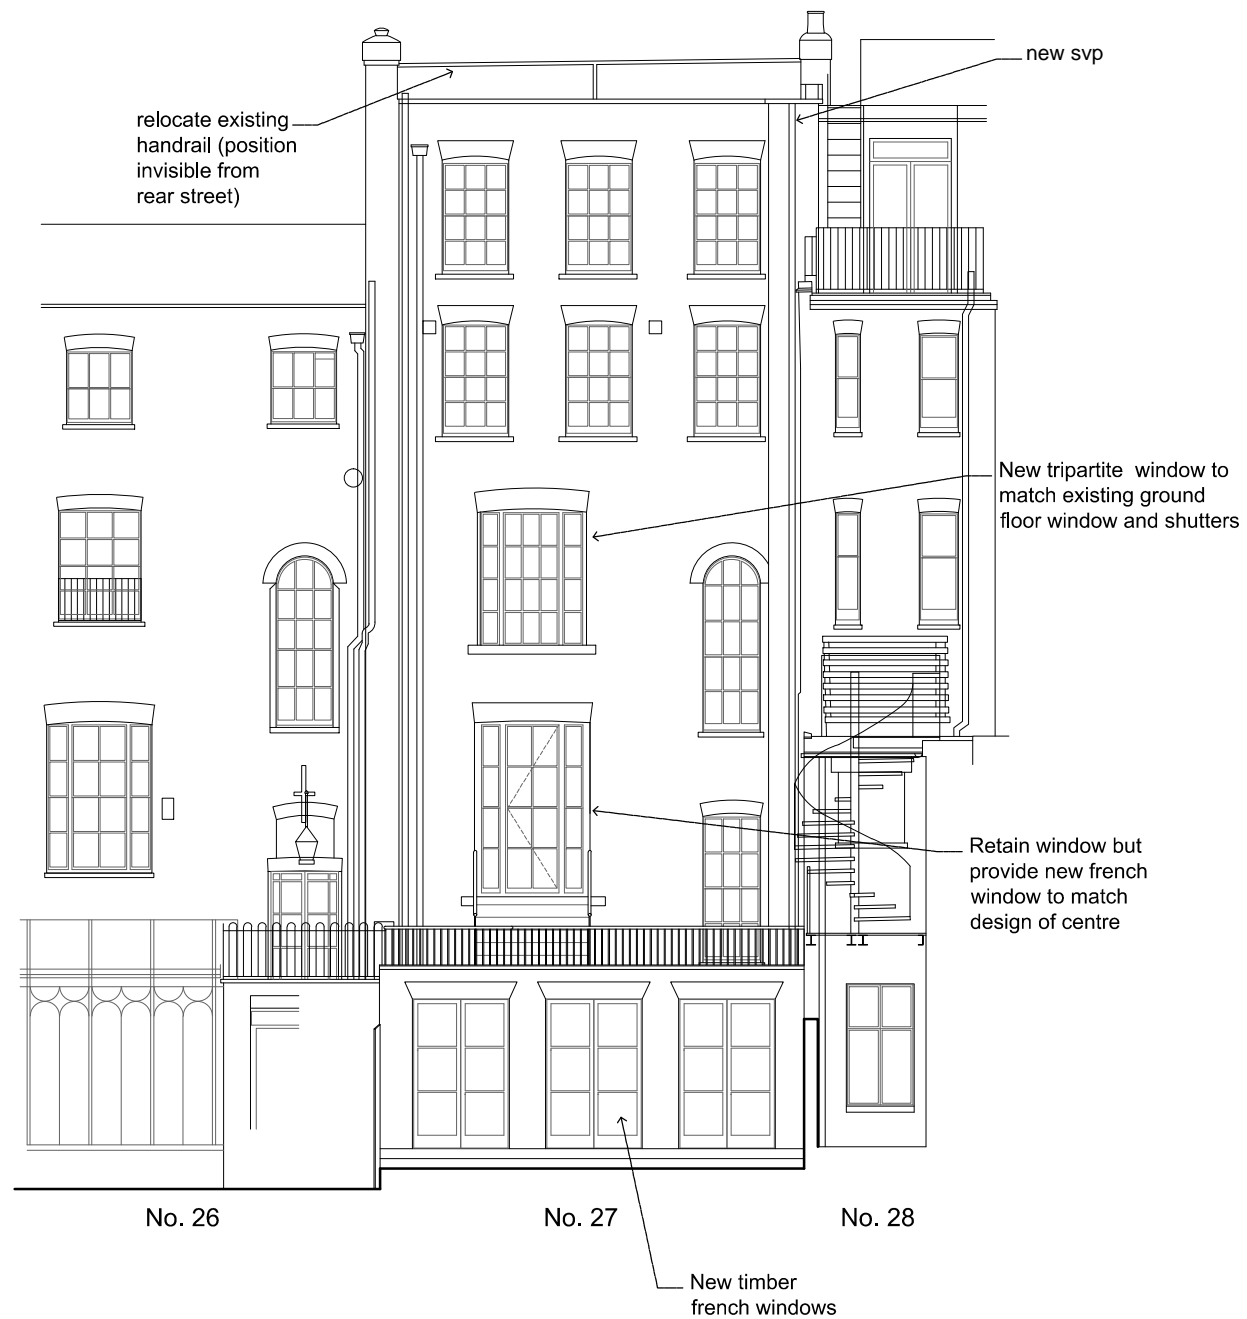 new svp
relocate existing
handrail (position
invisible from
rear street)
New tripartite window to
match existing ground
floor window and shutters
Retain window but
provide new french
window to match
design of centre
No. 26
No. 27
No. 28
New timber
french windows